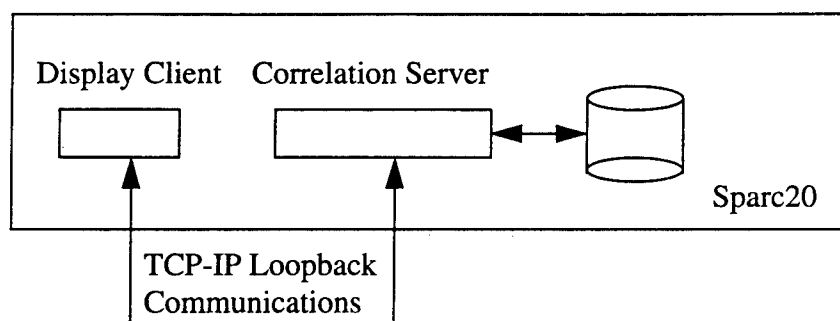 Display Client
Correlation Server
Sparc20
TCP-IP Loopback
Communications